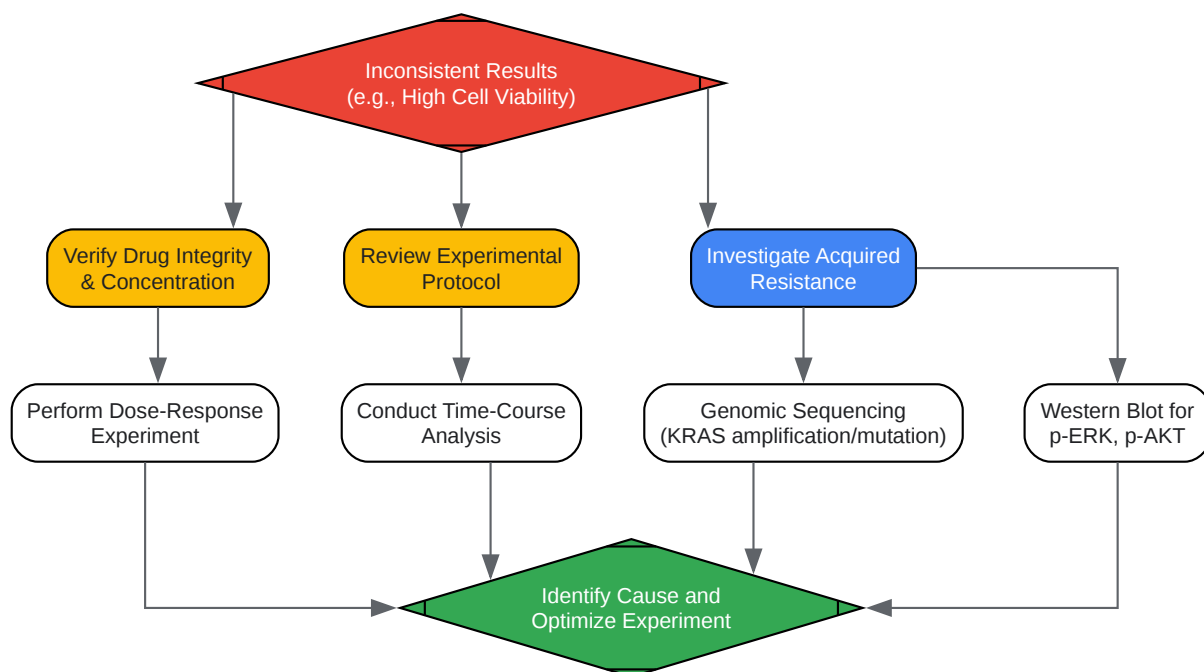 Inconsistent Results
(e.g., High Cell Viability)
Verify Drug Integrity
& Concentration
Review Experimental
Protocol
Investigate Acquired
Resistance
Perform Dose-Response
Experiment
Conduct Time-Course
Analysis
Genomic Sequencing
(KRAS amplification/mutation)
Western Blot for
p-ERK, p-AKT
Identify Cause and
Optimize Experiment